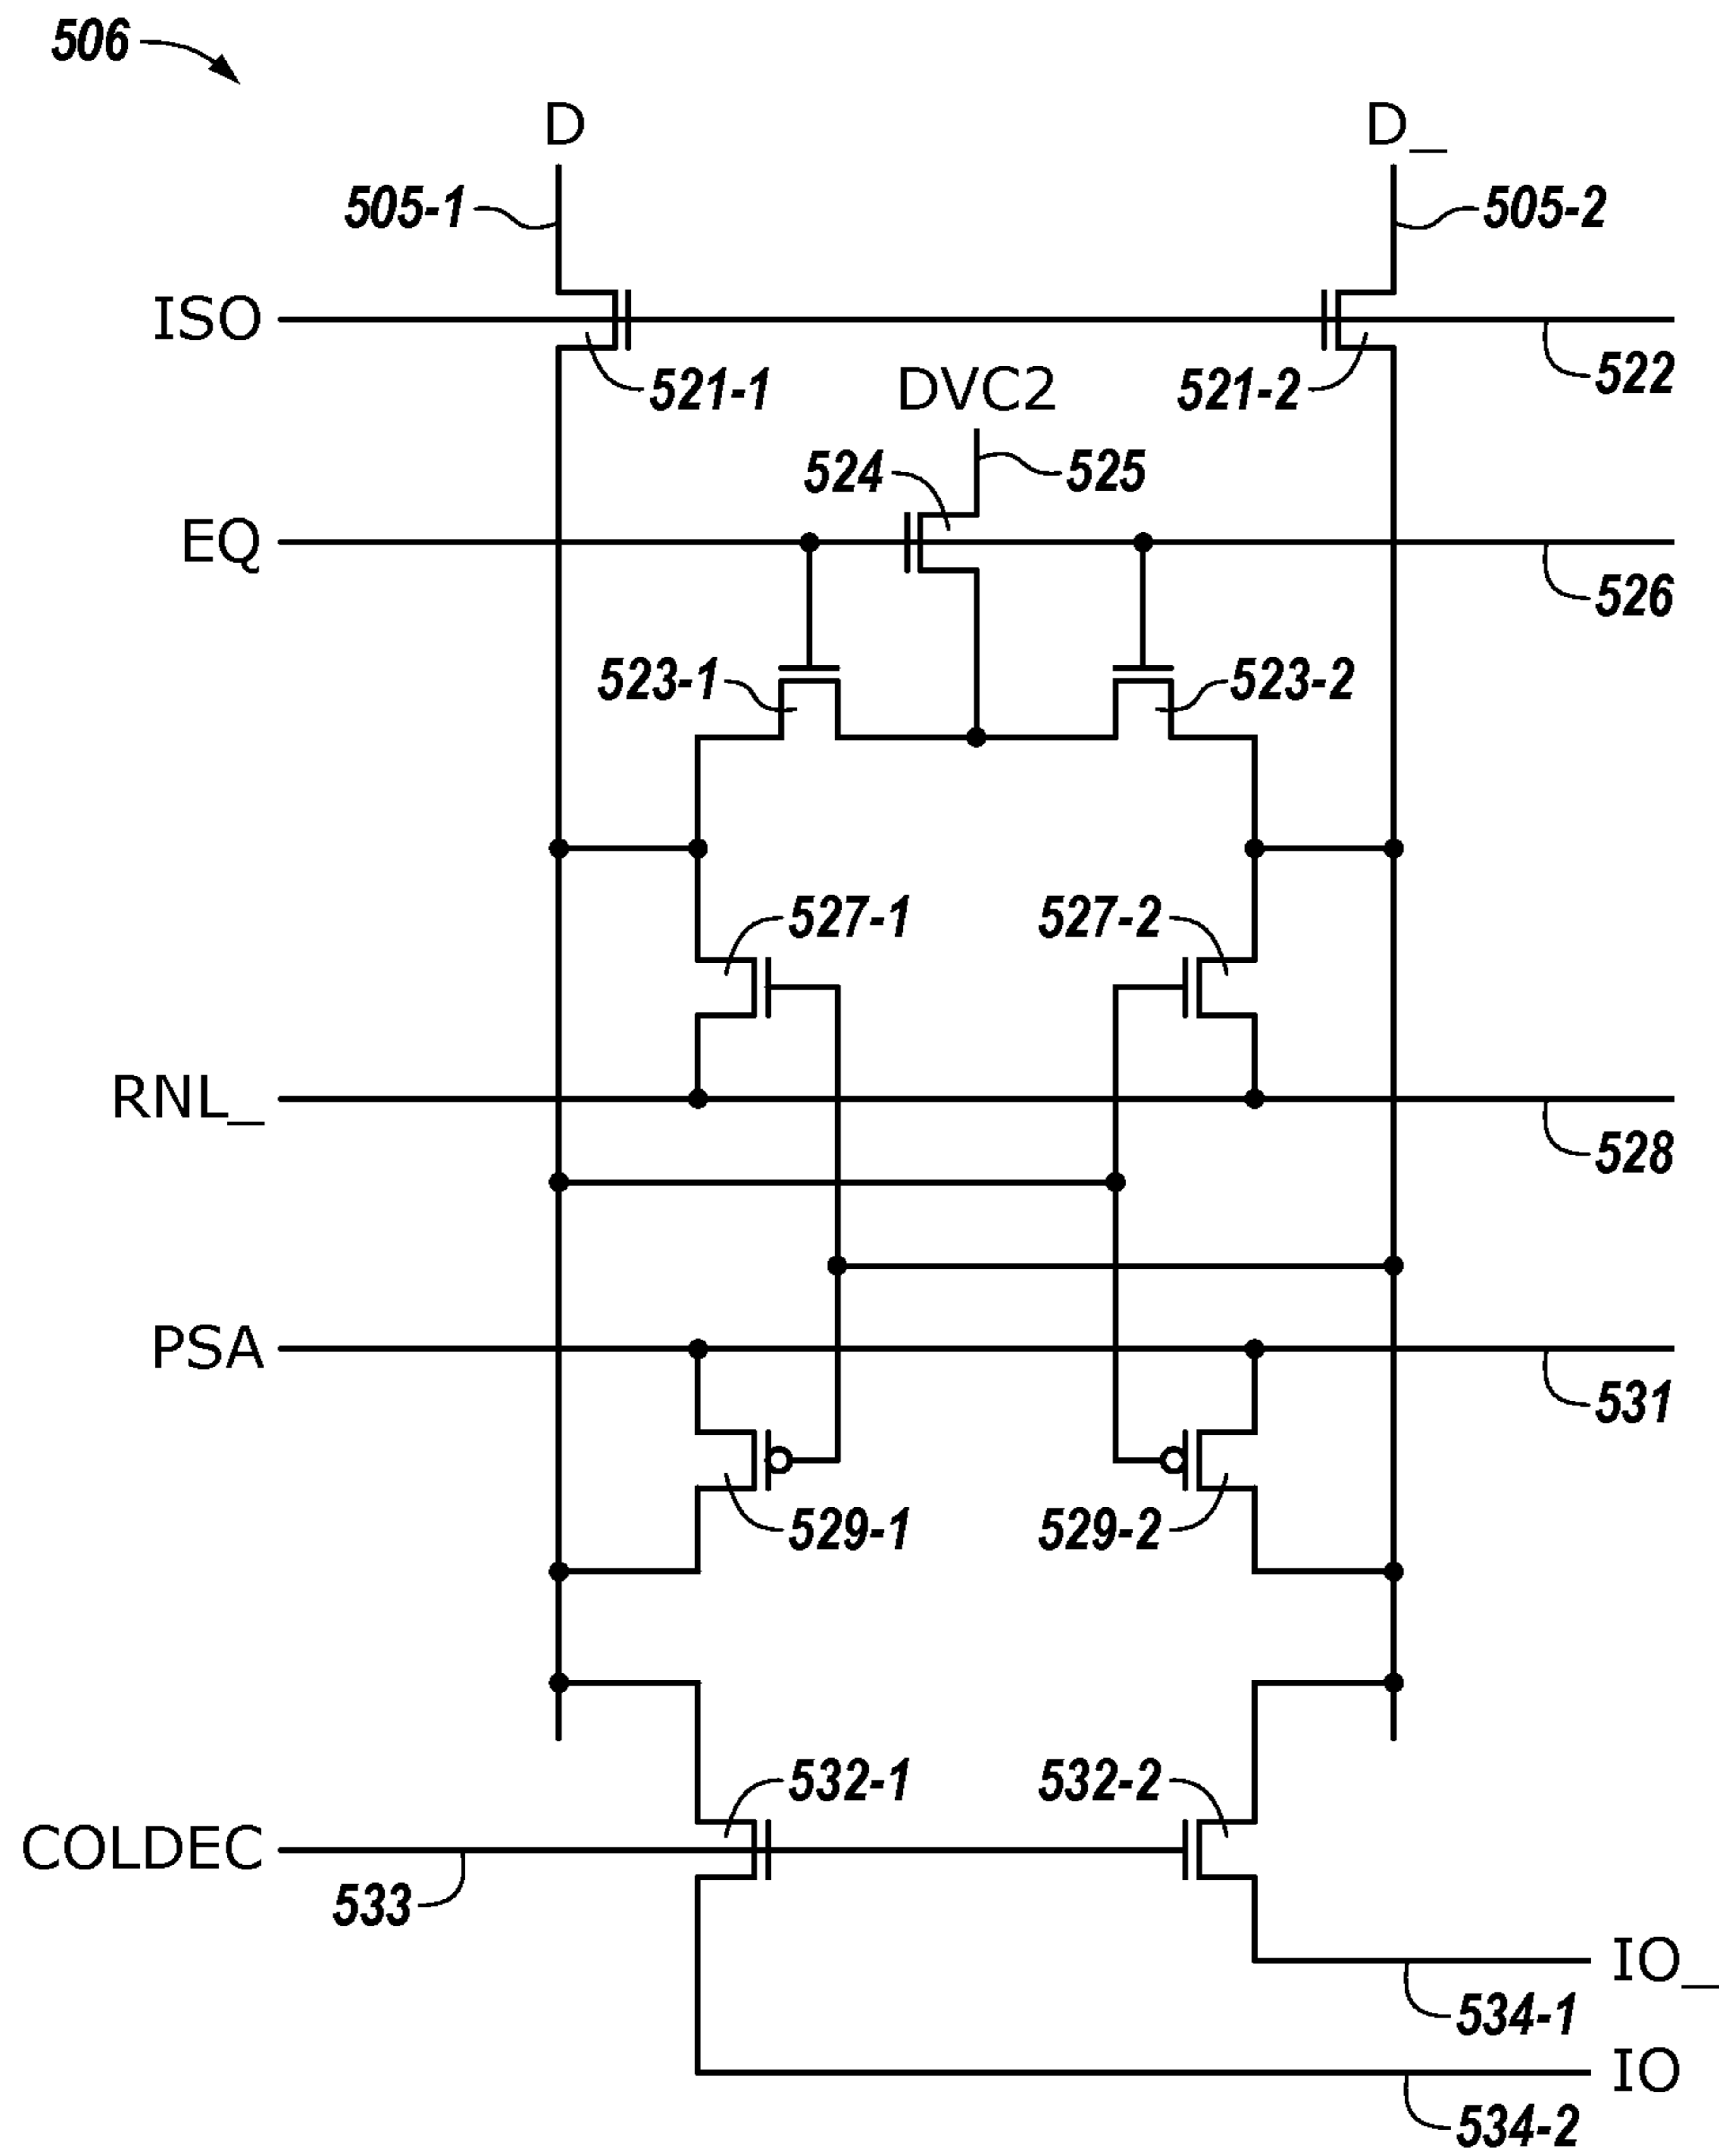 506
D D_
505-1 505-2
ISO
521-1 DVC2 521-2 522
524 525
EQ
526
523-1 523-2
527-1 527-2
RNL_
528
PSA
531
529-1 529-2
532-1 532-2
COLDEC
533
IO_
534-1
IO
534-2